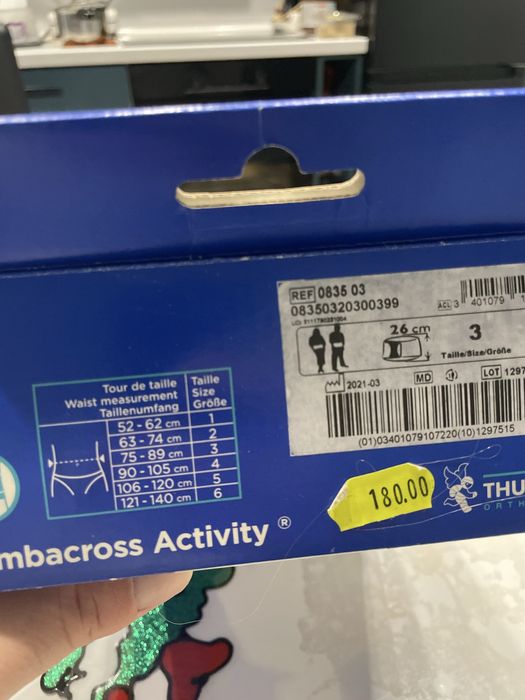 REF 0835 03
08350320300399
ACL 3 401079
26 cm
3
Taille/Size/Größe
2021-03
MD
LOT 1297
(01)03401079107220(10)1297515
Tour de taille
Waist measurement
Taillenumfang
Taille
Size
Größe
52 - 62 cm 1
63 - 74 cm 2
75 - 89 cm 3
90 - 105 cm 4
106 - 120 cm 5
121 - 140 cm 6
180.00
THU
ORTH
mbacross Activity ®